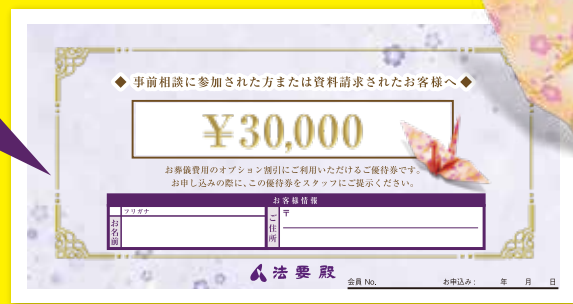 ◆ 事前相談に参加された方または資料請求されたお客様へ ◆
¥30,000
お葬儀費用のオプション割引にご利用いただけるご優待券です。
お申し込みの際に、この優待券をスタッフにご提示ください。
お客様情報
フリガナ
お名前
ご住所
〒
法要殿
会員 No.
お申込み: 年 月 日